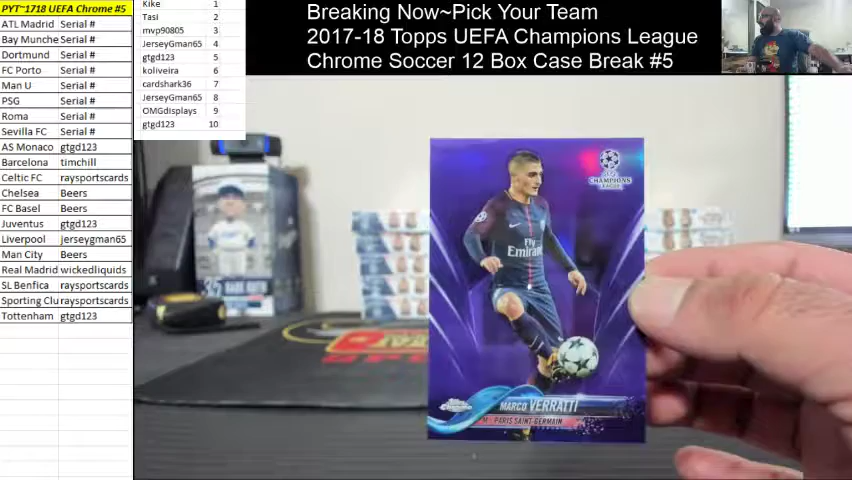 PYT~1718 UEFA Chrome #5
ATL Madrid Serial #
Bay Munche Serial #
Dortmund Serial #
FC Porto Serial #
Man U Serial #
PSG Serial #
Roma Serial #
Sevilla FC Serial #
AS Monaco gtgd123
Barcelona timchill
Celtic FC raysportscards
Chelsea Beers
FC Basel Beers
Juventus gtgd123
Liverpool jerseygman65
Man City Beers
Real Madrid wickedliquids
SL Benfica raysportscards
Sporting Clu raysportscards
Tottenham gtgd123
Kike 1
Tasi 2
mvp90805 3
JerseyGman65 4
gtgd123 5
koliveira 6
cardshark36 7
JerseyGman65 8
OMGdisplays 9
gtgd123 10
Breaking Now~Pick Your Team
2017-18 Topps UEFA Champions League
Chrome Soccer 12 Box Case Break #5
CHAMPIONS
LEAGUE
Fly
Emirates
Topps
Chrome
MARCO VERRATTI
M PARIS SAINT-GERMAIN